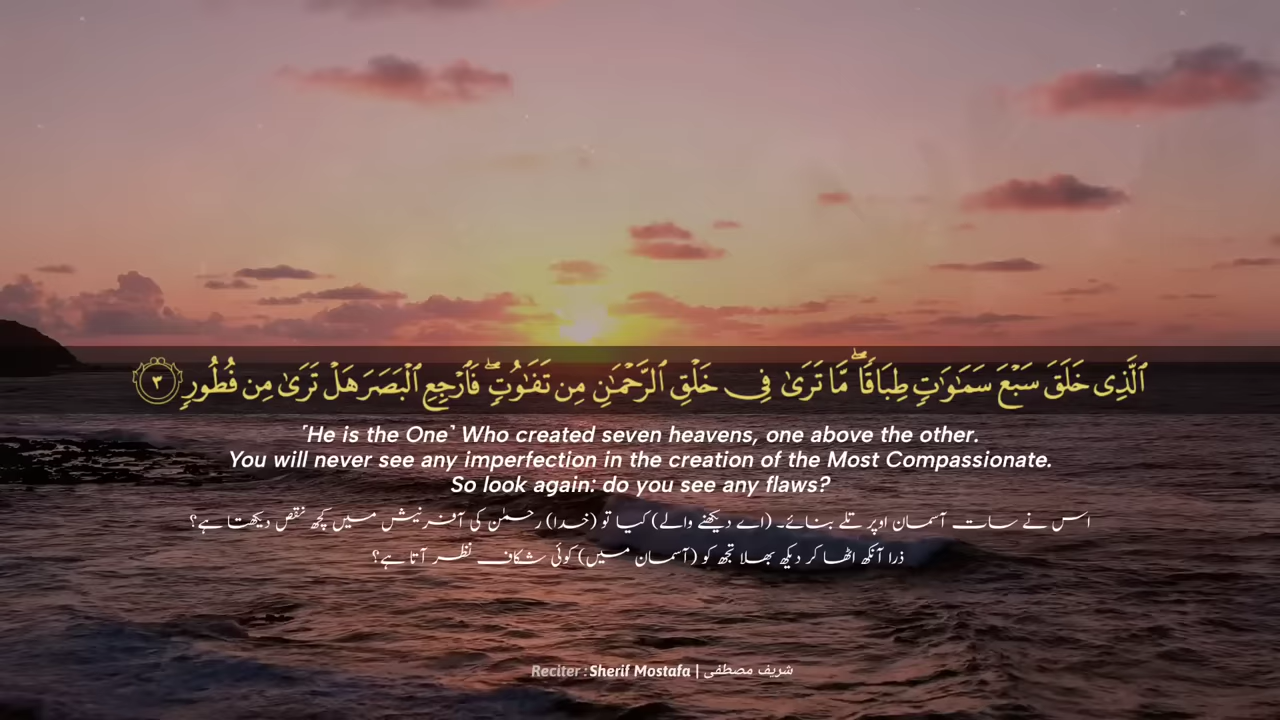 ٱلَّذِى خَلَقَ سَبْعَ سَمَٰوَٰتٍ طِبَاقًا ۖ مَّا تَرَىٰ فِى خَلْقِ ٱلرَّحْمَٰنِ مِن تَفَٰوُتٍ ۖ فَٱرْجِعِ ٱلْبَصَرَ هَلْ تَرَىٰ مِن فُطُورٍ ٣
˹He is the One˺ Who created seven heavens, one above the other.
You will never see any imperfection in the creation of the Most Compassionate.
So look again: do you see any flaws?
اس نے سات آسمان اوپر تلے بنائے۔ (اے دیکھنے والے) کیا تو (خدا) رحمٰن کی آفرینش میں کچھ نقص دیکھتا ہے؟
ذرا آنکھ اٹھا کر دیکھ بھلا تجھ کو (آسمان میں) کوئی شکاف نظر آتا ہے؟
Reciter : Sherif Mostafa | شريف مصطفى